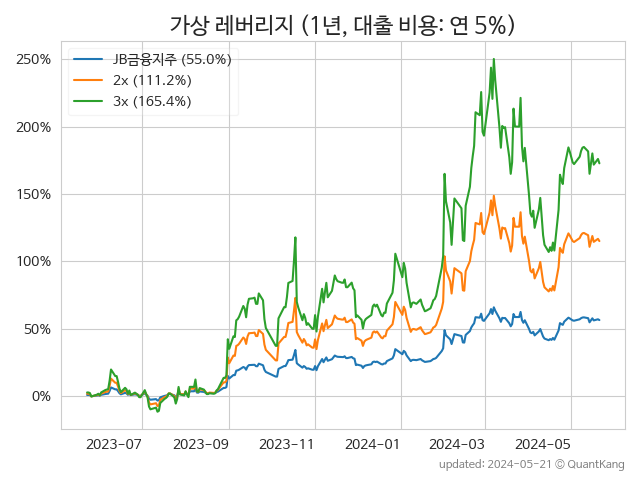 가상 레버리지 (1년, 대출 비용: 연 5%)
JB금융지주 (55.0%)
2x (111.2%)
3x (165.4%)
250%
200%
150%
100%
50%
0%
2023-07
2023-09
2023-11
2024-01
2024-03
2024-05
updated: 2024-05-21 © QuantKang